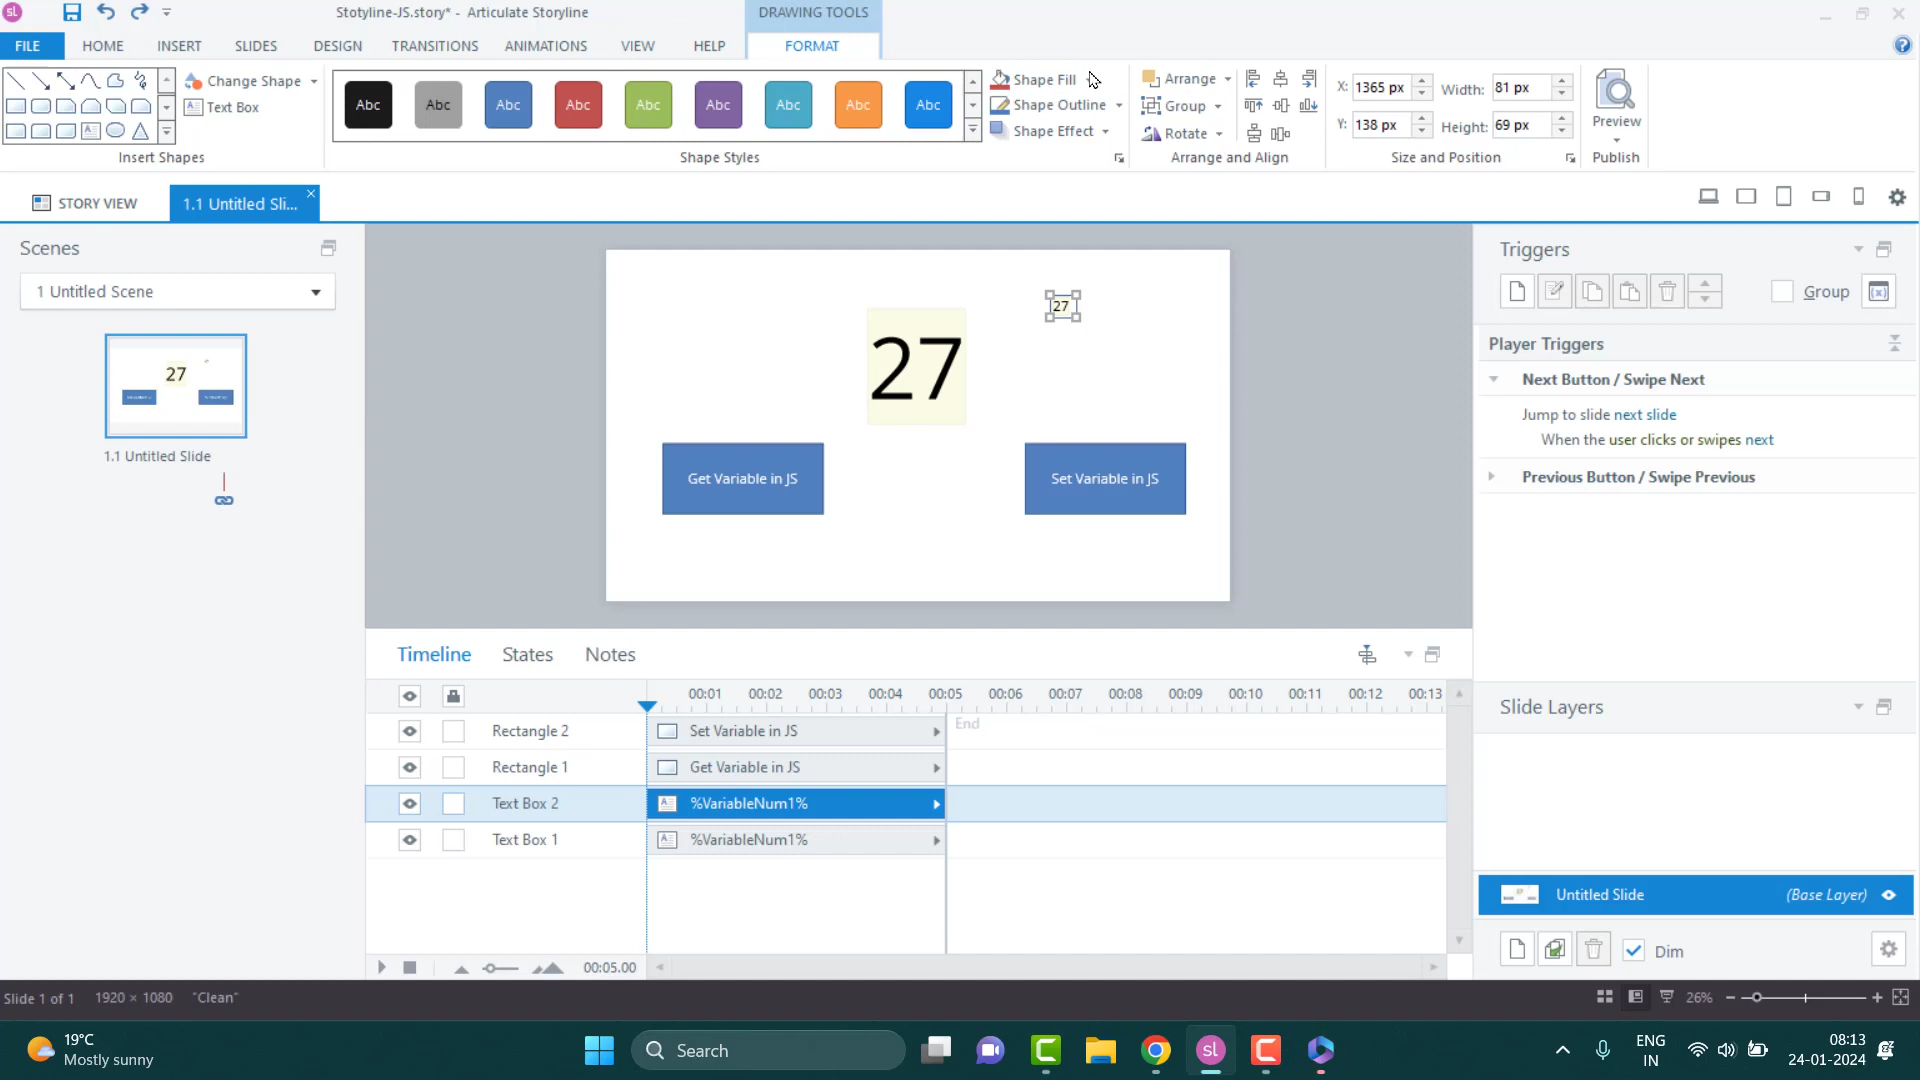 sl
Stotyline-JS.story* - Articulate Storyline
DRAWING TOOLS
FILE HOME INSERT SLIDES DESIGN TRANSITIONS ANIMATIONS VIEW HELP FORMAT
Change Shape
Text Box
Insert Shapes
Abc Abc Abc Abc Abc Abc Abc Abc Abc
Shape Styles
Shape Fill
Shape Outline
Shape Effect
Arrange
Group
Rotate
Arrange and Align
X: 1365 px Width: 81 px
Y: 138 px Height: 69 px
Size and Position
Preview
Publish
STORY VIEW
1.1 Untitled Sli...
Scenes
1 Untitled Scene
27
1.1 Untitled Slide
27
27
Get Variable in JS
Set Variable in JS
Triggers
Group
Player Triggers
Next Button / Swipe Next
Jump to slide next slide
When the user clicks or swipes next
Previous Button / Swipe Previous
Timeline States Notes
00:01 00:02 00:03 00:04 00:05 00:06 00:07 00:08 00:09 00:10 00:11 00:12 00:13
Rectangle 2 Set Variable in JS End
Rectangle 1 Get Variable in JS
Text Box 2 %VariableNum1%
Text Box 1 %VariableNum1%
00:05.00
Slide Layers
Untitled Slide (Base Layer)
Dim
Slide 1 of 1 1920 × 1080 "Clean"
26%
19°C
Mostly sunny
Search
sl
ENG
IN
08:13
24-01-2024